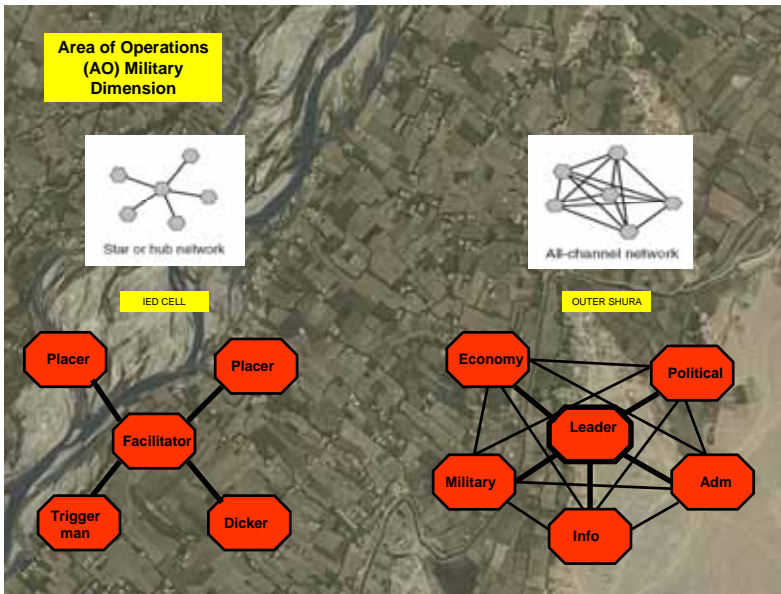 Area of Operations
(AO) Military
Dimension
Star or hub network
All-channel network
IED CELL
OUTER SHURA
Placer
Placer
Facilitator
Trigger
man
Dicker
Economy
Political
Leader
Military
Adm
Info